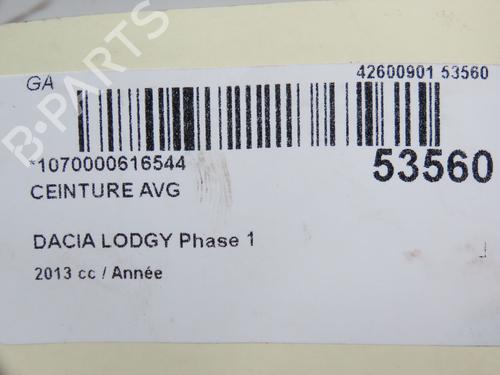 GA
42600901 53560
*1070000616544
53560
CEINTURE AVG
DACIA LODGY Phase 1
2013 cc / Année
B-PARTS